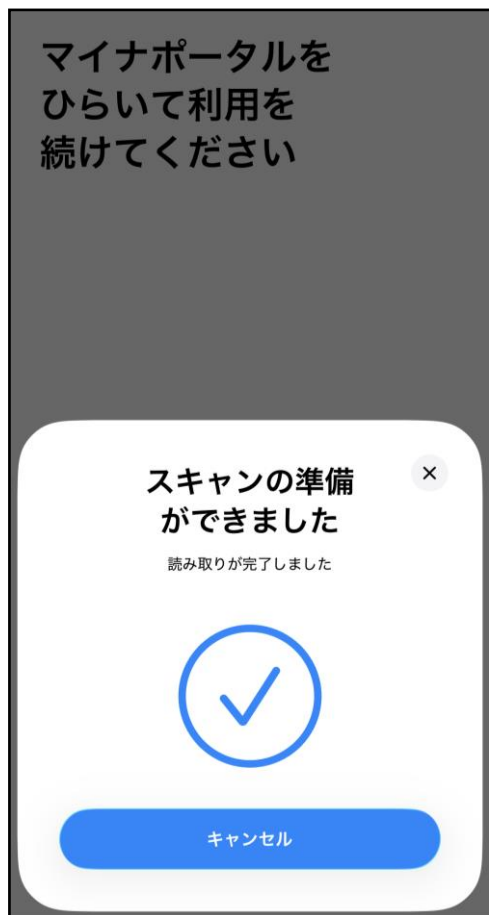 マイナポータルを
ひらいて利用を
続けてください
スキャンの準備
ができました
読み取りが完了しました
キャンセル